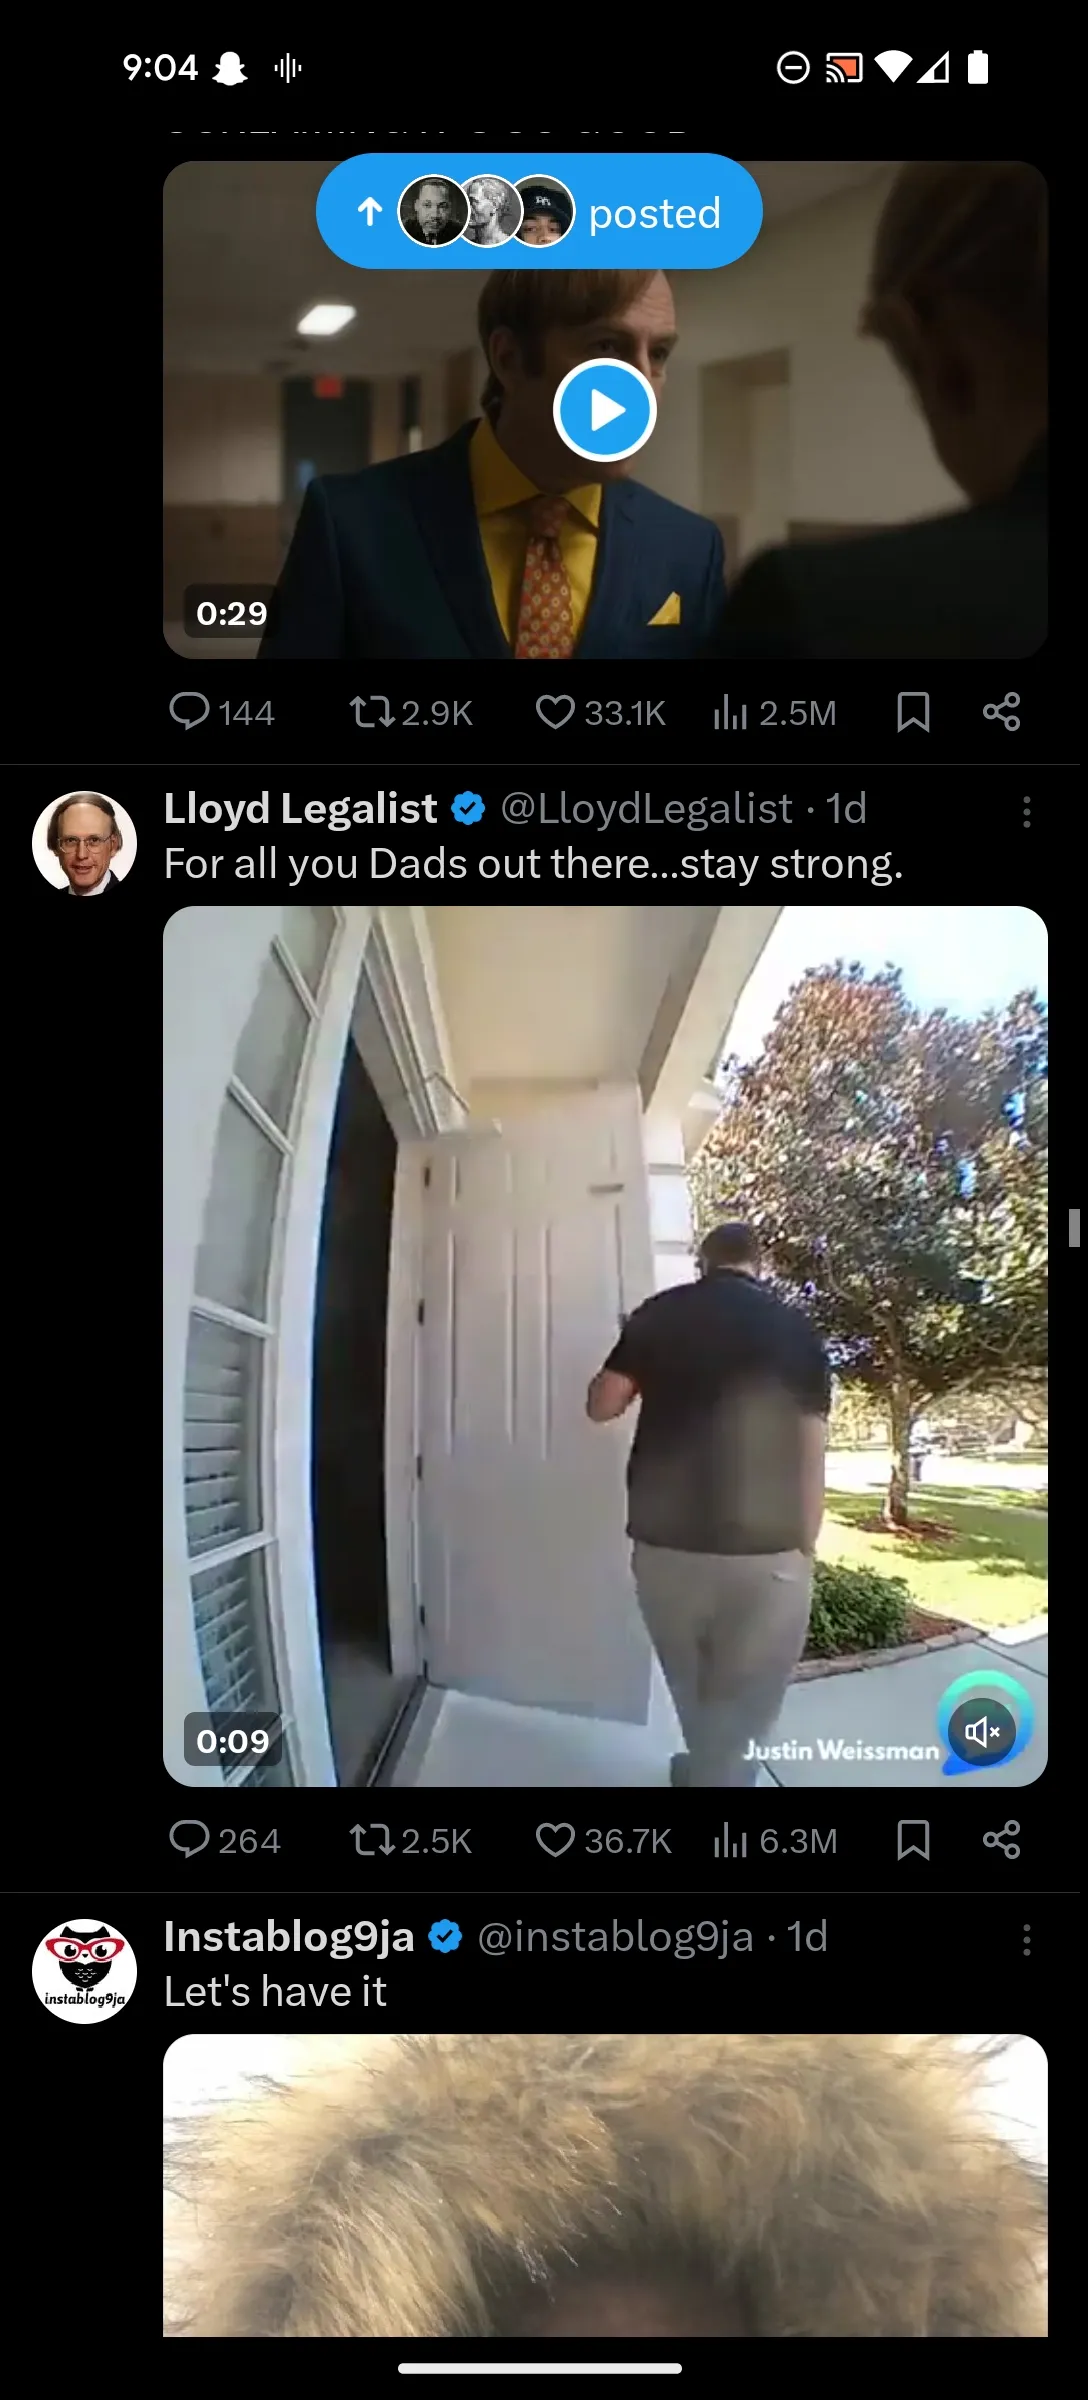 9:04
posted
0:29
144 2.9K 33.1K 2.5M
Lloyd Legalist @LloydLegalist · 1d
For all you Dads out there...stay strong.
0:09
Justin Weissman
264 2.5K 36.7K 6.3M
Instablog9ja @instablog9ja · 1d
instablog9ja
Let's have it